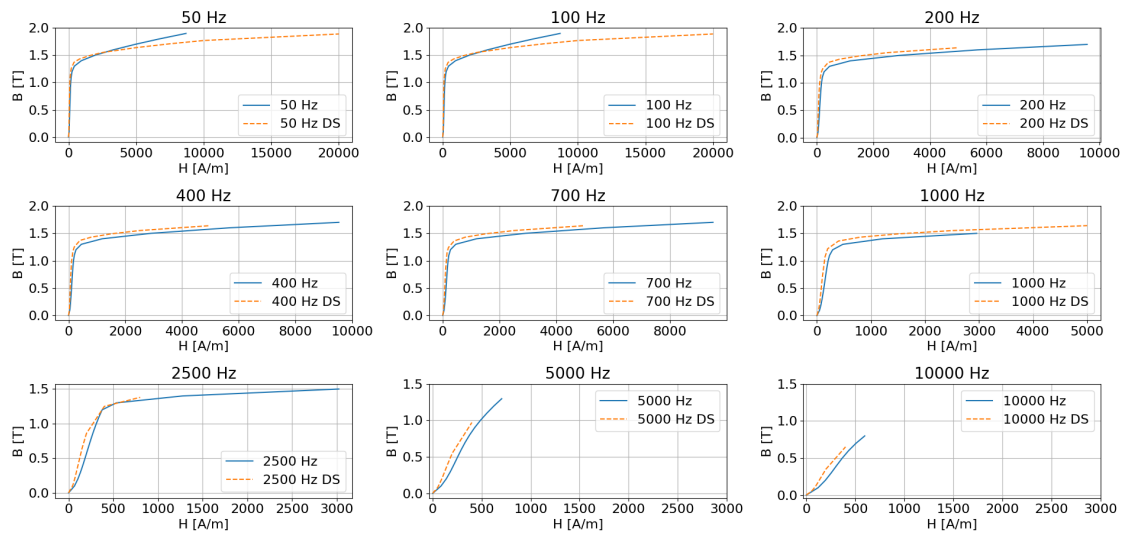 50 Hz
2.0
1.5
1.0
0.5
0.0
B [T]
0 5000 10000 15000 20000
H [A/m]
50 Hz
50 Hz DS
100 Hz
2.0
1.5
1.0
0.5
0.0
B [T]
0 5000 10000 15000 20000
H [A/m]
100 Hz
100 Hz DS
200 Hz
2.0
1.5
1.0
0.5
0.0
B [T]
0 2000 4000 6000 8000 10000
H [A/m]
200 Hz
200 Hz DS
400 Hz
2.0
1.5
1.0
0.5
0.0
B [T]
0 2000 4000 6000 8000 10000
H [A/m]
400 Hz
400 Hz DS
700 Hz
2.0
1.5
1.0
0.5
0.0
B [T]
0 2000 4000 6000 8000
H [A/m]
700 Hz
700 Hz DS
1000 Hz
2.0
1.5
1.0
0.5
0.0
B [T]
0 1000 2000 3000 4000 5000
H [A/m]
1000 Hz
1000 Hz DS
2500 Hz
1.5
1.0
0.5
0.0
B [T]
0 500 1000 1500 2000 2500 3000
H [A/m]
2500 Hz
2500 Hz DS
5000 Hz
1.5
1.0
0.5
0.0
B [T]
0 500 1000 1500 2000 2500 3000
H [A/m]
5000 Hz
5000 Hz DS
10000 Hz
1.5
1.0
0.5
0.0
B [T]
0 500 1000 1500 2000 2500 3000
H [A/m]
10000 Hz
10000 Hz DS